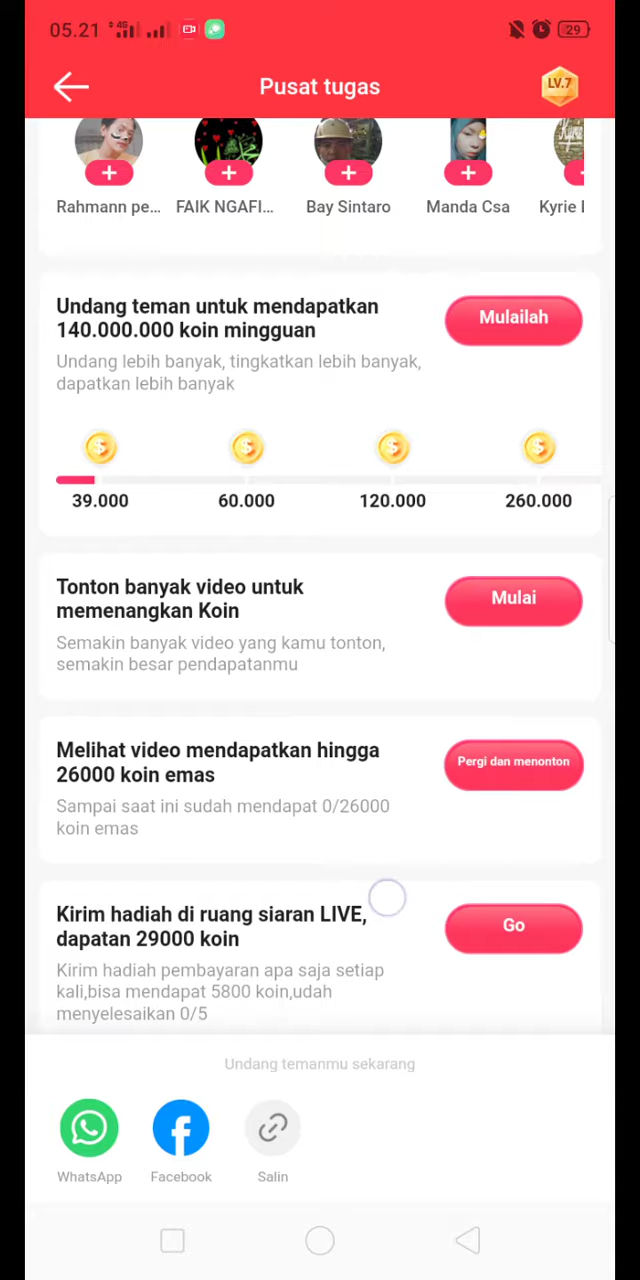 05.21
4G
29
Pusat tugas
LV.7
Rahmann pe...
FAIK NGAFI...
Bay Sintaro
Manda Csa
Kyrie
Undang teman untuk mendapatkan
140.000.000 koin mingguan
Mulailah
Undang lebih banyak, tingkatkan lebih banyak,
dapatkan lebih banyak
39.000
60.000
120.000
260.000
Tonton banyak video untuk
memenangkan Koin
Mulai
Semakin banyak video yang kamu tonton,
semakin besar pendapatanmu
Melihat video mendapatkan hingga
26000 koin emas
Pergi dan menonton
Sampai saat ini sudah mendapat 0/26000
koin emas
Kirim hadiah di ruang siaran LIVE,
dapatan 29000 koin
Go
Kirim hadiah pembayaran apa saja setiap
kali,bisa mendapat 5800 koin,udah
menyelesaikan 0/5
Undang temanmu sekarang
WhatsApp
Facebook
Salin